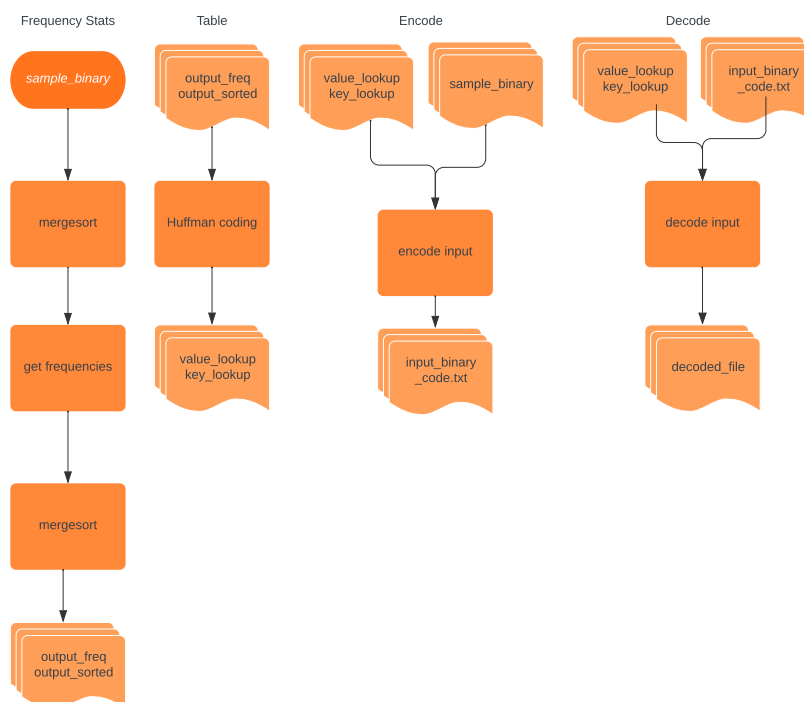 Frequency Stats
sample_binary
mergesort
get frequencies
mergesort
output_freq
output_sorted
Table
output_freq
output_sorted
Huffman coding
value_lookup
key_lookup
Encode
value_lookup
key_lookup
sample_binary
encode input
input_binary
_code.txt
Decode
value_lookup
key_lookup
input_binary
_code.txt
decode input
decoded_file